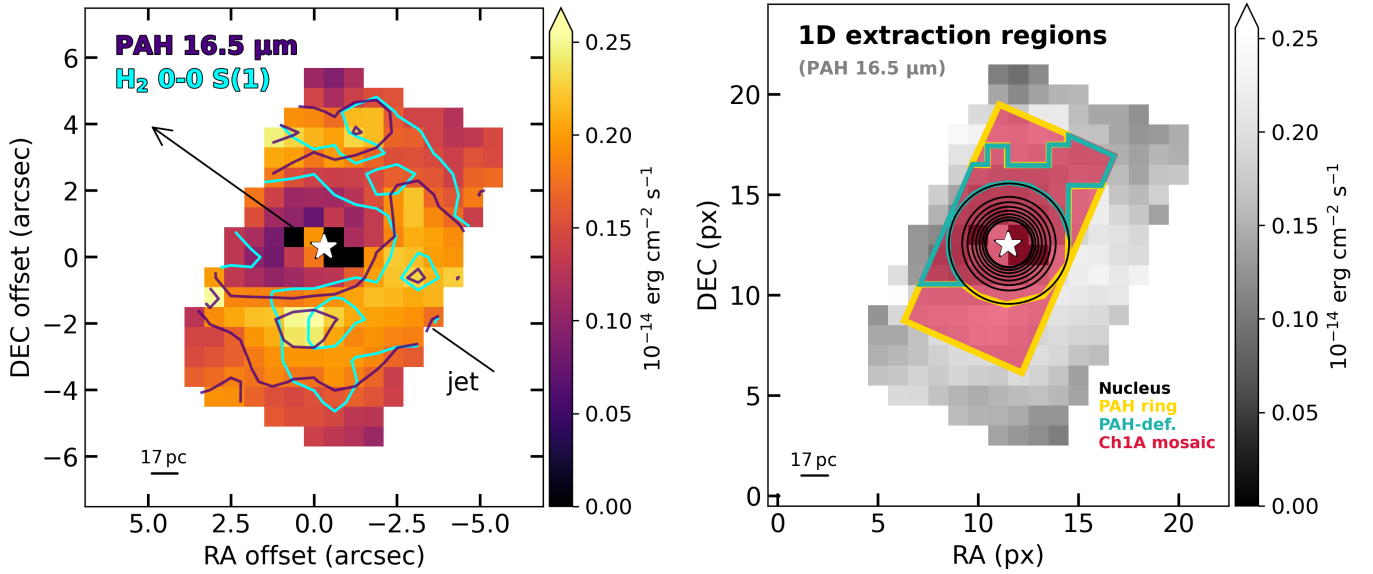 PAH 16.5 μm
H₂ 0-0 S(1)
6
4
2
0
−2
−4
−6
DEC offset (arcsec)
jet
17 pc
5.0 2.5 0.0 −2.5 −5.0
RA offset (arcsec)
0.25
0.20
0.15
0.10
0.05
0.00
10⁻¹⁴ erg cm⁻² s⁻¹
1D extraction regions
(PAH 16.5 μm)
20
15
10
5
0
DEC (px)
Nucleus
PAH ring
PAH-def.
Ch1A mosaic
17 pc
0 5 10 15 20
RA (px)
0.25
0.20
0.15
0.10
0.05
0.00
10⁻¹⁴ erg cm⁻² s⁻¹